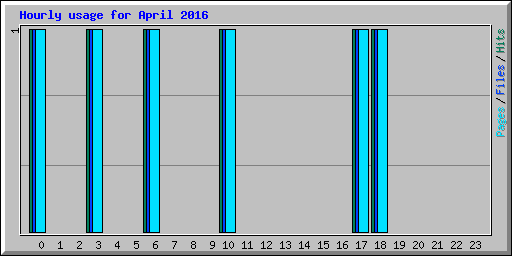 Hourly usage for April 2016
1
Pages/Files/Hits
0 1 2 3 4 5 6 7 8 9 10 11 12 13 14 15 16 17 18 19 20 21 22 23